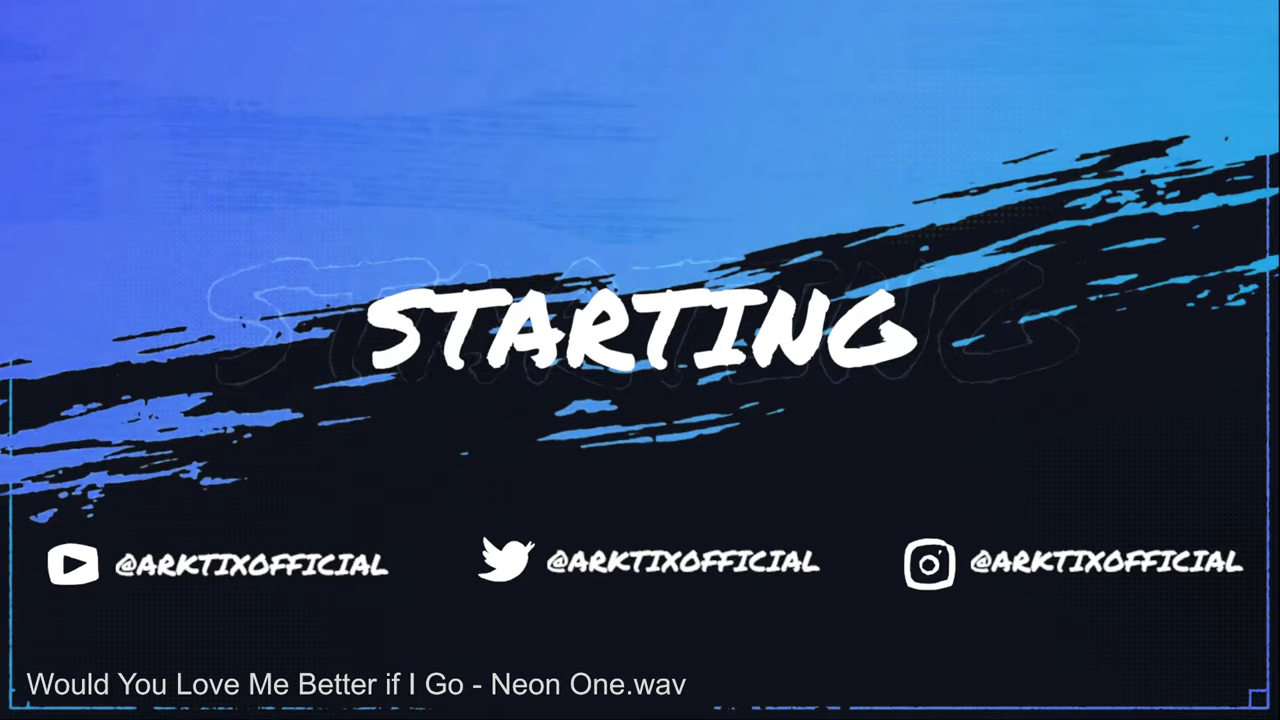 STARTING
@ARKTIXOFFICIAL @ARKTIXOFFICIAL @ARKTIXOFFICIAL
Would You Love Me Better if I Go - Neon One.wav